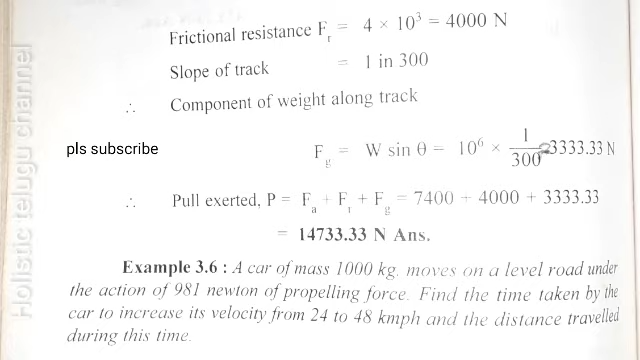 Frictional resistance Fr = 4 × 10³ = 4000 N
Slope of track = 1 in 300
∴ Component of weight along track
pls subscribe
Fg = W sin θ = 10⁶ × 1/300 = 3333.33 N
∴ Pull exerted, P = Fa + Fr + Fg = 7400 + 4000 + 3333.33
= 14733.33 N Ans.
Example 3.6 : A car of mass 1000 kg. moves on a level road under
the action of 981 newton of propelling force. Find the time taken by the
car to increase its velocity from 24 to 48 kmph and the distance travelled
during this time.
Holistic telugu channel